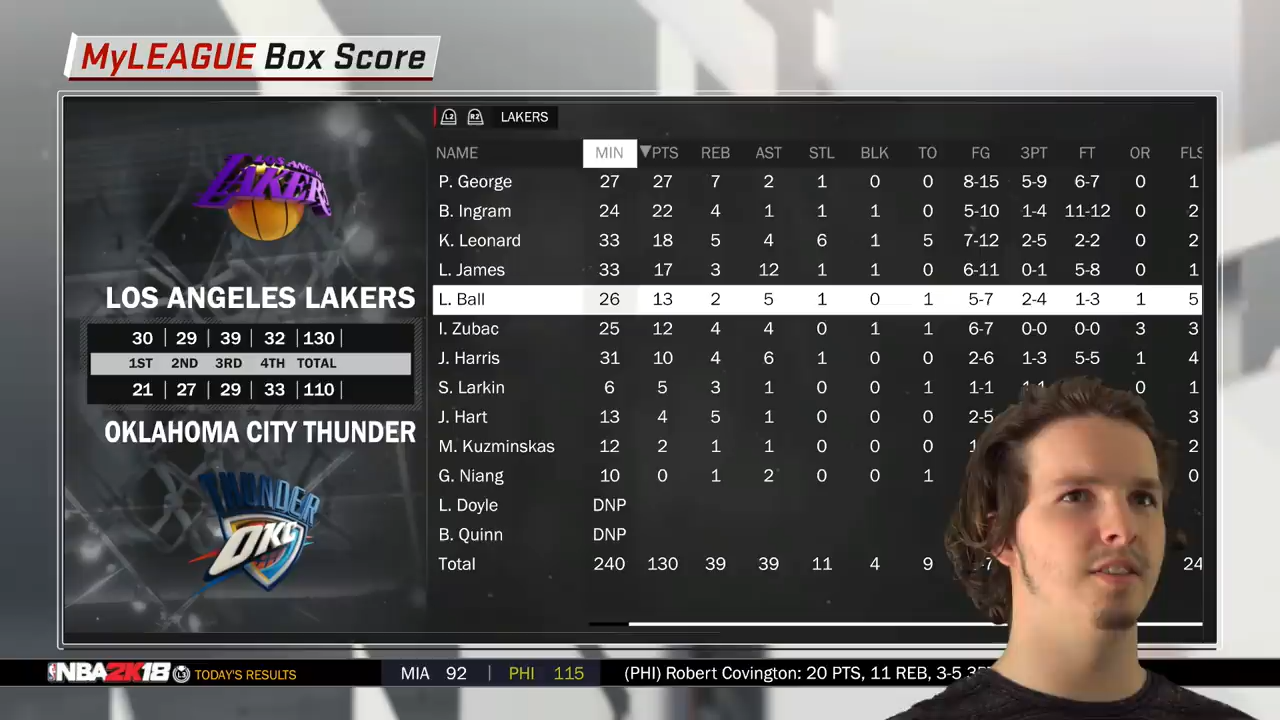 MyLEAGUE Box Score
L2 R2 LAKERS
NAME MIN PTS REB AST STL BLK TO FG 3PT FT OR FLS
P. George 27 27 7 2 1 0 0 8-15 5-9 6-7 0 1
B. Ingram 24 22 4 1 1 1 0 5-10 1-4 11-12 0 2
K. Leonard 33 18 5 4 6 1 5 7-12 2-5 2-2 0 2
L. James 33 17 3 12 1 1 0 6-11 0-1 5-8 0 1
L. Ball 26 13 2 5 1 0 1 5-7 2-4 1-3 1 5
I. Zubac 25 12 4 4 0 1 1 6-7 0-0 0-0 3 3
J. Harris 31 10 4 6 1 0 0 2-6 1-3 5-5 1 4
S. Larkin 6 5 3 1 0 0 1 1-1 0 1
J. Hart 13 4 5 1 0 0 0 2-5 3
M. Kuzminskas 12 2 1 1 0 0 0 2
G. Niang 10 0 1 2 0 0 1 0
L. Doyle DNP
B. Quinn DNP
Total 240 130 39 39 11 4 9 24
LOS ANGELES LAKERS
LOS ANGELES LAKERS
30 29 39 32 130
1ST 2ND 3RD 4TH TOTAL
21 27 29 33 110
OKLAHOMA CITY THUNDER
THUNDER
OKC
NBA2K18 TODAY'S RESULTS MIA 92 PHI 115 (PHI) Robert Covington: 20 PTS, 11 REB, 3-5